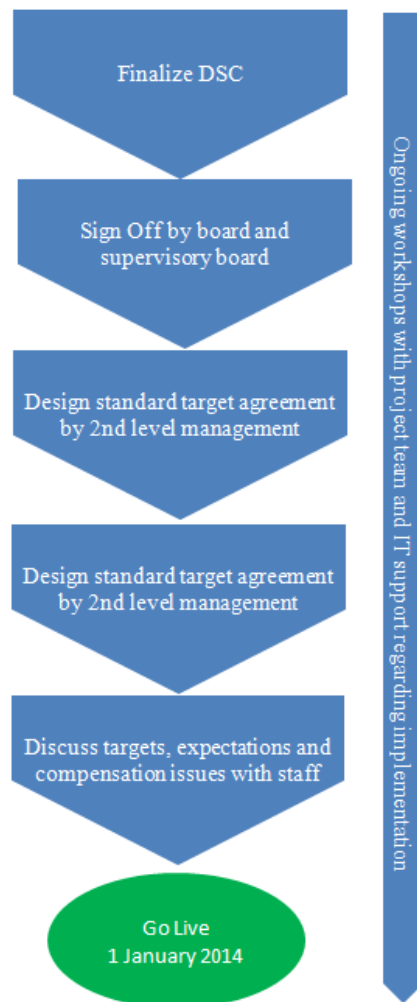 Finalize DSC
Sign Off by board and
supervisory board
Design standard target agreement
by 2nd level management
Design standard target agreement
by 2nd level management
Discuss targets, expectations and
compensation issues with staff
Go Live
1 January 2014
Ongoing workshops with project team and IT support regarding implementation